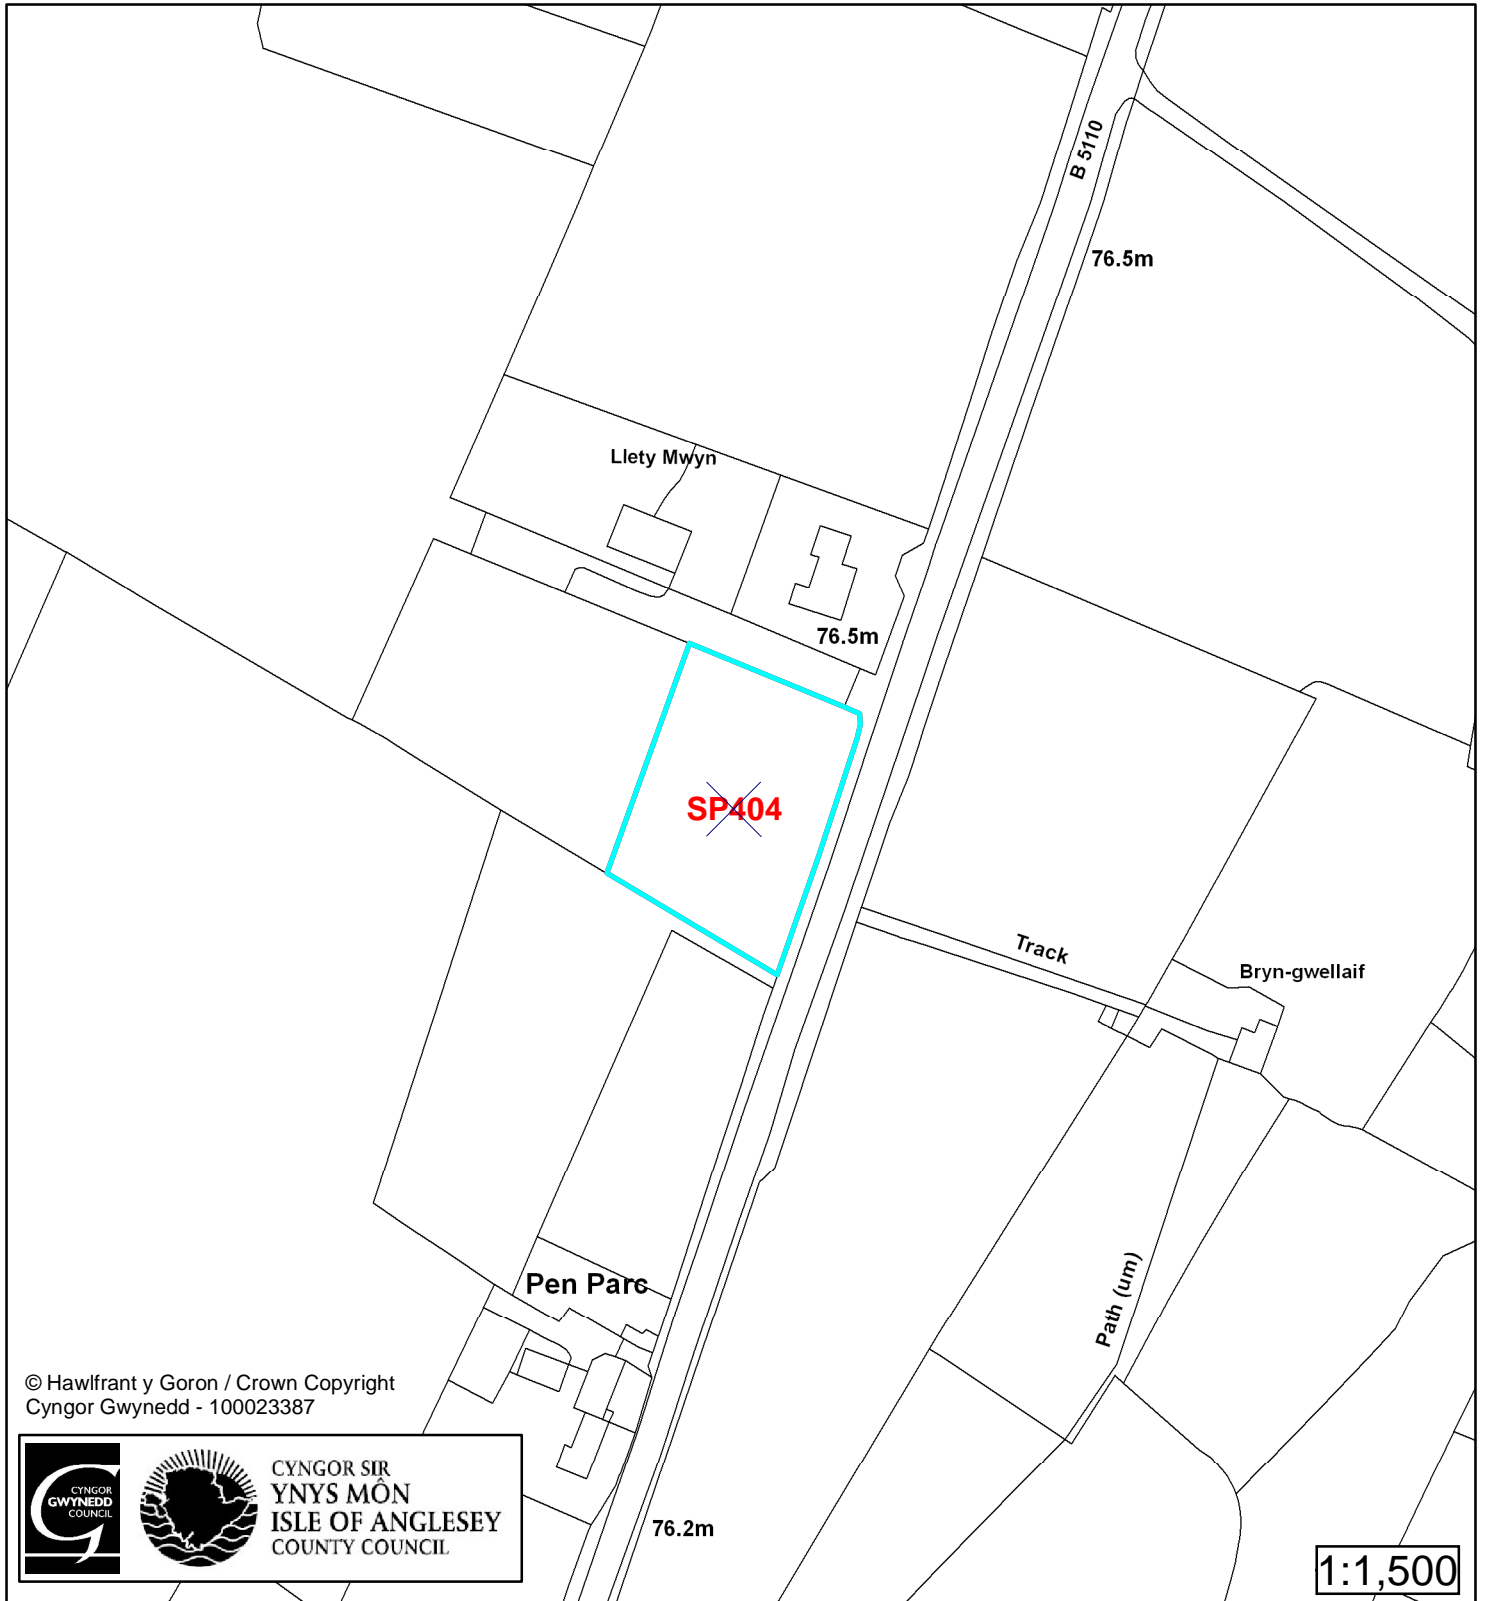 B 5110
76.5m
Llety Mwyn
76.5m
SP404
Track
Bryn-gwellaif
Path (um)
Pen Parc
© Hawlfrant y Goron / Crown Copyright
Cyngor Gwynedd - 100023387
CYNGOR
GWYNEDD
COUNCIL
CYNGOR SIR
YNYS MÔN
ISLE OF ANGLESEY
COUNTY COUNCIL
76.2m
1:1,500